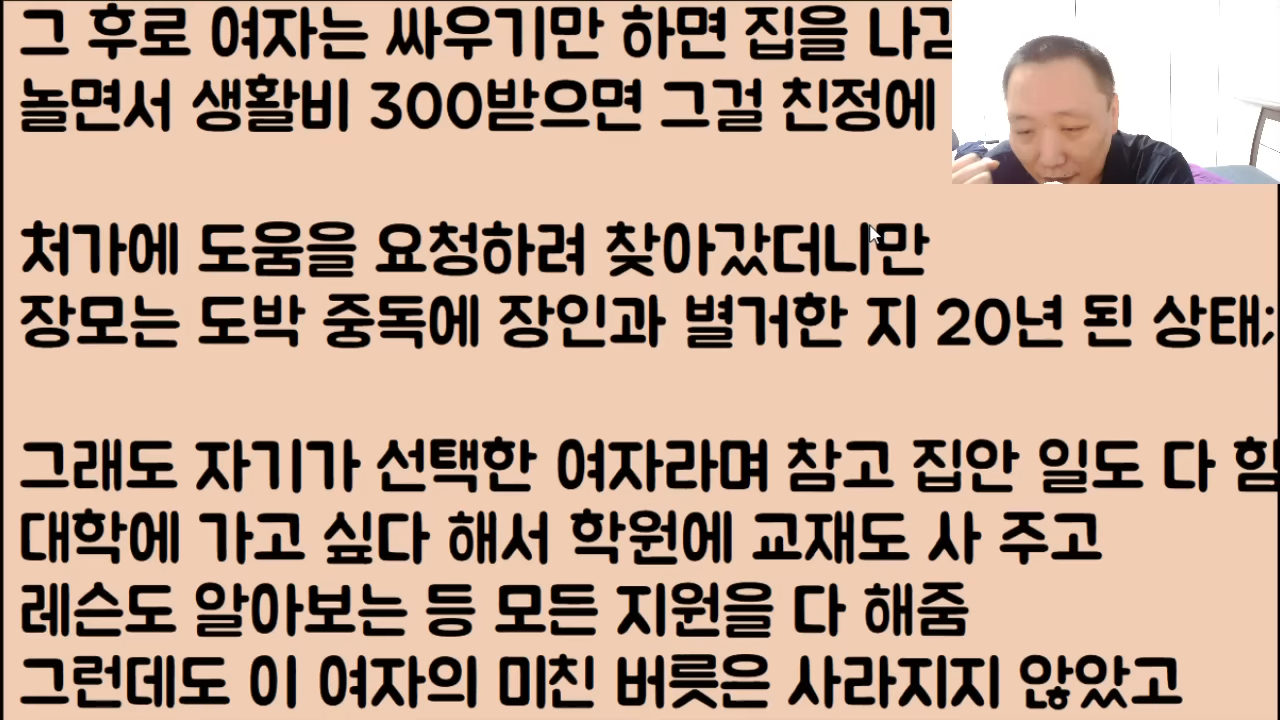 그 후로 여자는 싸우기만 하면 집을
놀면서 생활비 300받으면 그걸 친정에
처가에 도움을 요청하려 찾아갔더니만
장모는 도박 중독에 장인과 별거한 지 20년 된 상태;
그래도 자기가 선택한 여자라며 참고 집안 일도 다 함
대학에 가고 싶다 해서 학원에 교재도 사 주고
레슨도 알아보는 등 모든 지원을 다 해줌
그런데도 이 여자의 미친 버릇은 사라지지 않았고